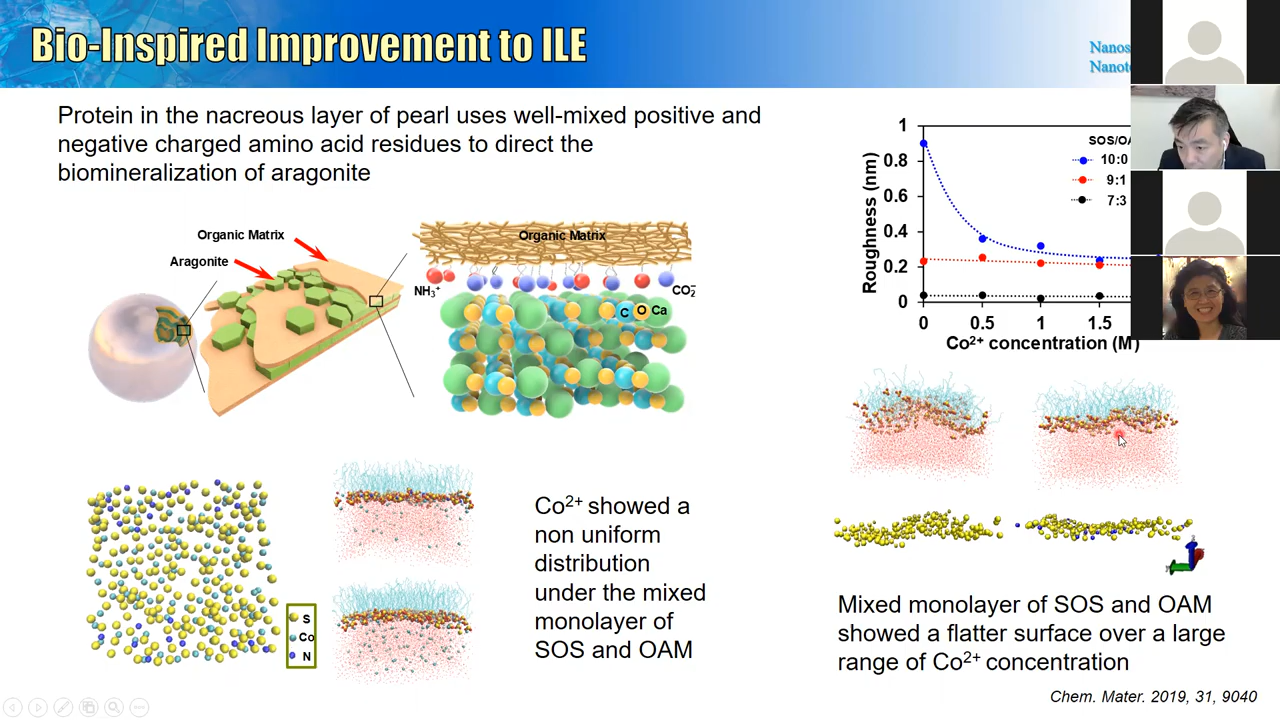 Bio-Inspired Improvement to ILE
Protein in the nacreous layer of pearl uses well-mixed positive and
negative charged amino acid residues to direct the
biomineralization of aragonite
Organic Matrix
Aragonite
Organic Matrix
NH₃⁺
CO₂⁻
C O Ca
S
Co
N
Co²⁺ showed a
non uniform
distribution
under the mixed
monolayer of
SOS and OAM
1
0.8
0.6
0.4
0.2
0
Roughness (nm)
10:0
9:1
7:3
0 0.5 1 1.5
Co²⁺ concentration (M)
Mixed monolayer of SOS and OAM
showed a flatter surface over a large
range of Co²⁺ concentration
Chem. Mater. 2019, 31, 9040